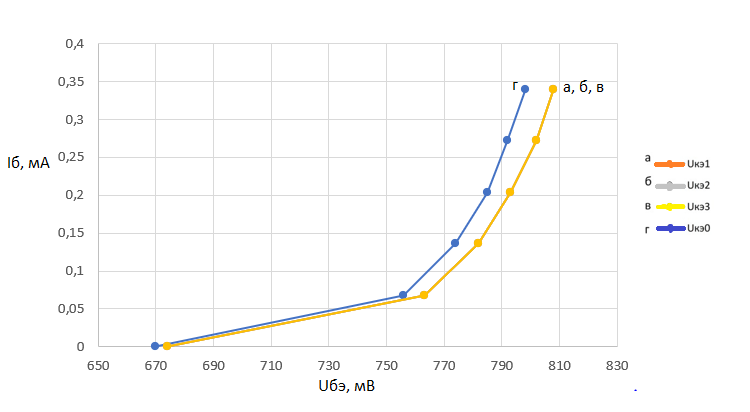 0,4
0,35
0,3
0,25
0,2
0,15
0,1
0,05
0
Iб, мА
г
а, б, в
650 670 690 710 730 750 770 790 810 830
Uбэ, мВ
а Uкэ1
б Uкэ2
в Uкэ3
г Uкэ0